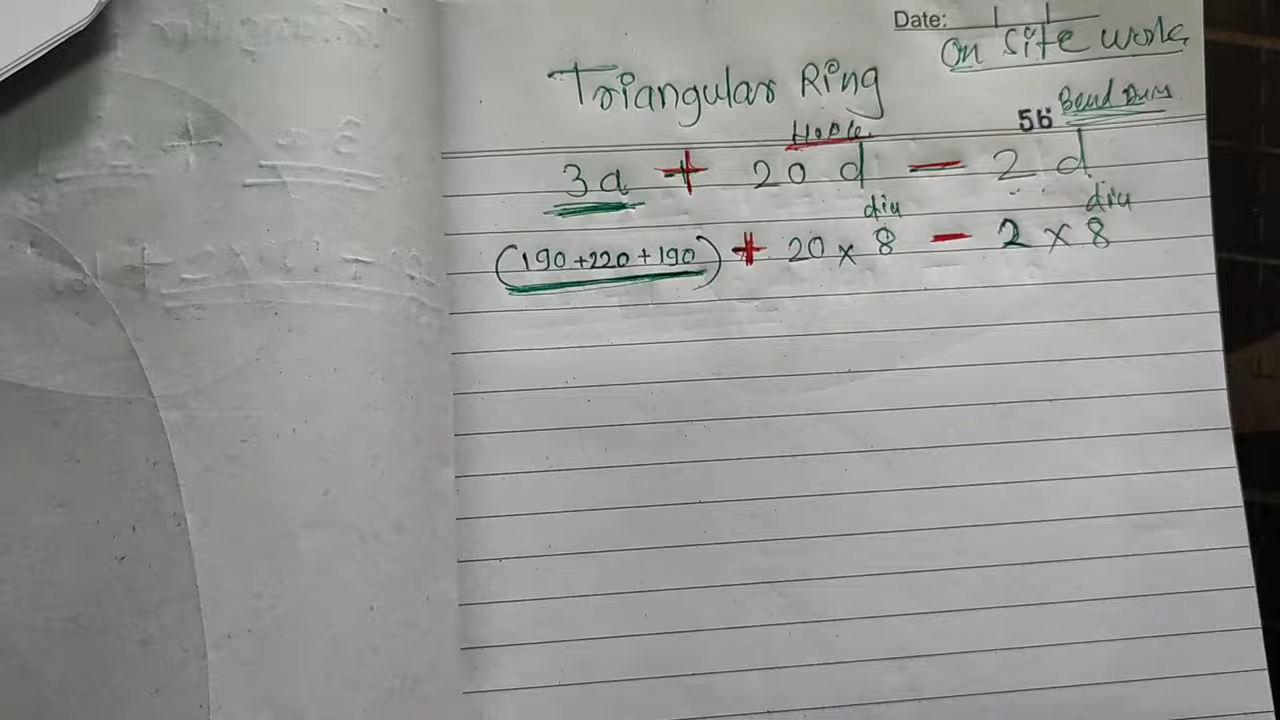 Date:
On Site work
Triangular Ring
56
3a + 20 d - 2 d
dia dia
(190+220+190) + 20 x 8 - 2 x 8